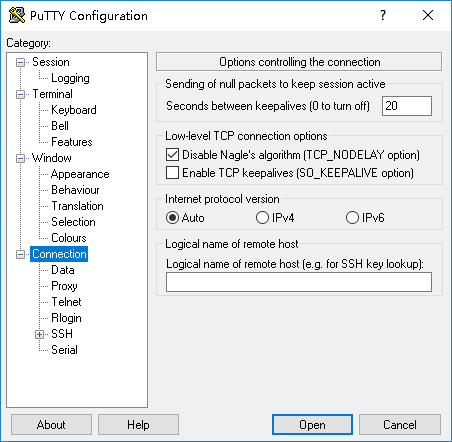 PuTTY Configuration
?
Category:
Session
Logging
Terminal
Keyboard
Bell
Features
Window
Appearance
Behaviour
Translation
Selection
Colours
Connection
Data
Proxy
Telnet
Rlogin
SSH
Serial
Options controlling the connection
Sending of null packets to keep session active
Seconds between keepalives (0 to turn off) 20
Low-level TCP connection options
Disable Nagle's algorithm (TCP_NODELAY option)
Enable TCP keepalives (SO_KEEPALIVE option)
Internet protocol version
Auto IPv4 IPv6
Logical name of remote host
Logical name of remote host (e.g. for SSH key lookup):
About Help Open Cancel